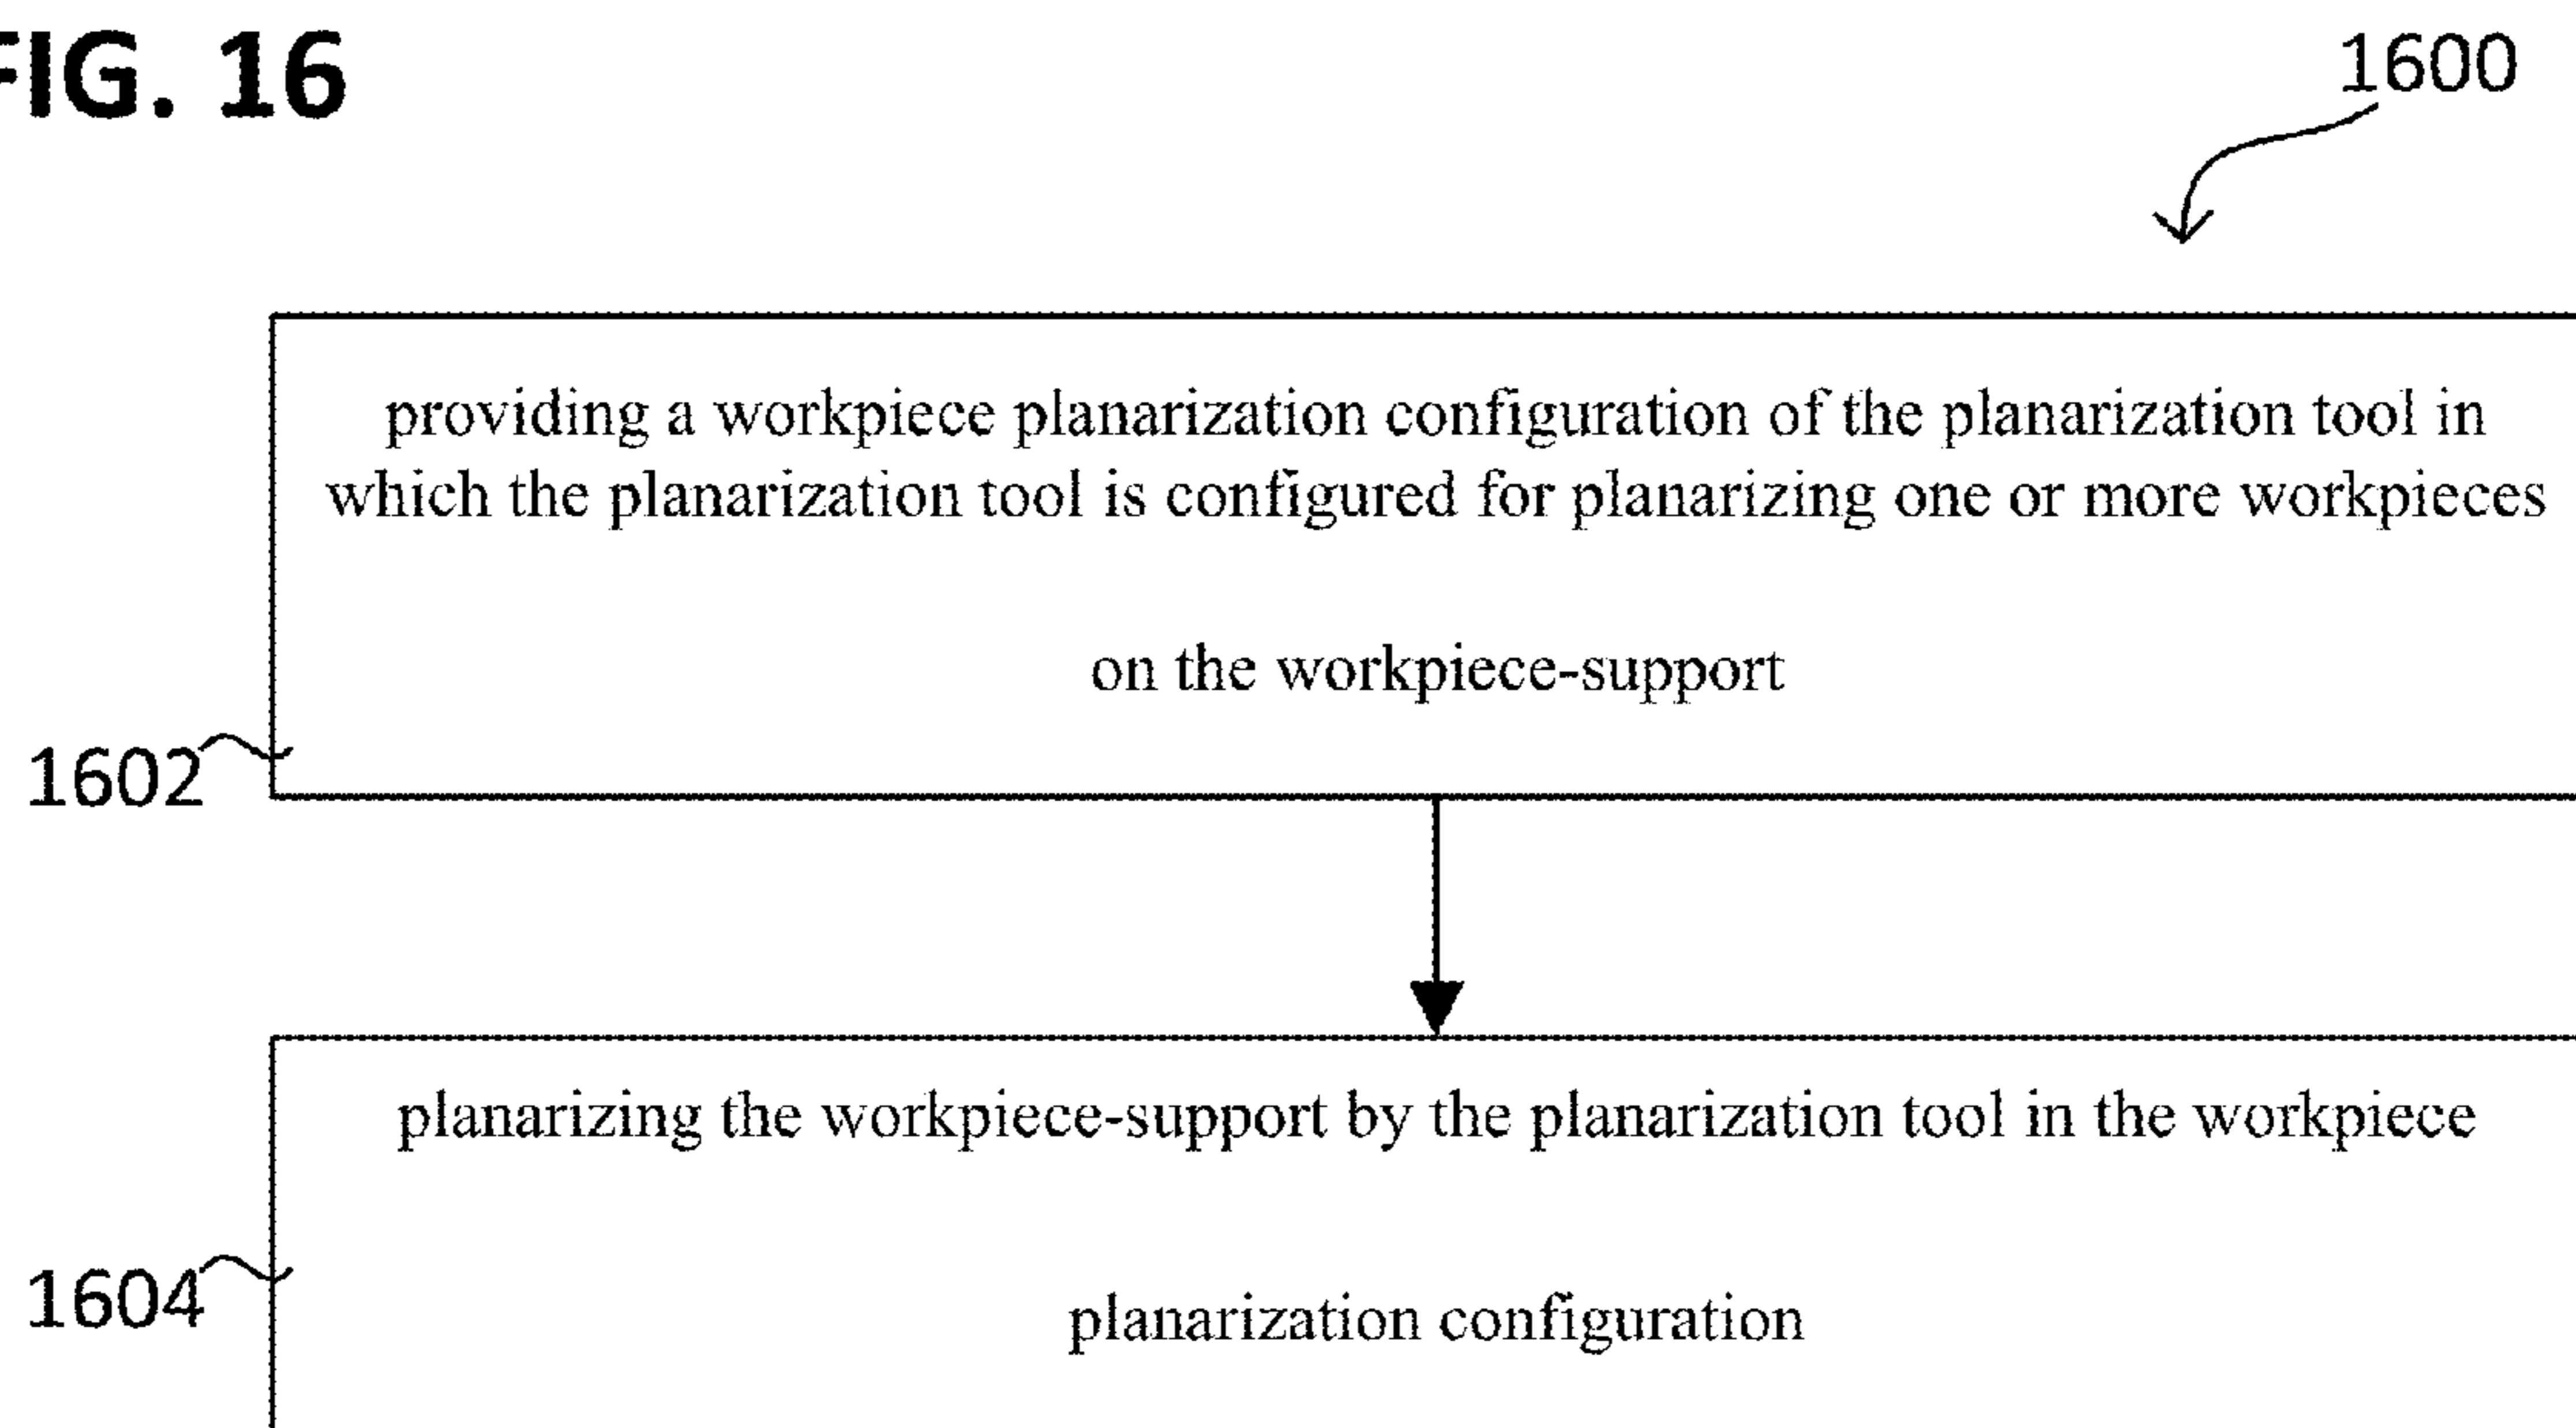 FIG. 16
1600
providing a workpiece planarization configuration of the planarization tool in
which the planarization tool is configured for planarizing one or more workpieces
on the workpiece-support
1602
planarizing the workpiece-support by the planarization tool in the workpiece
1604
planarization configuration